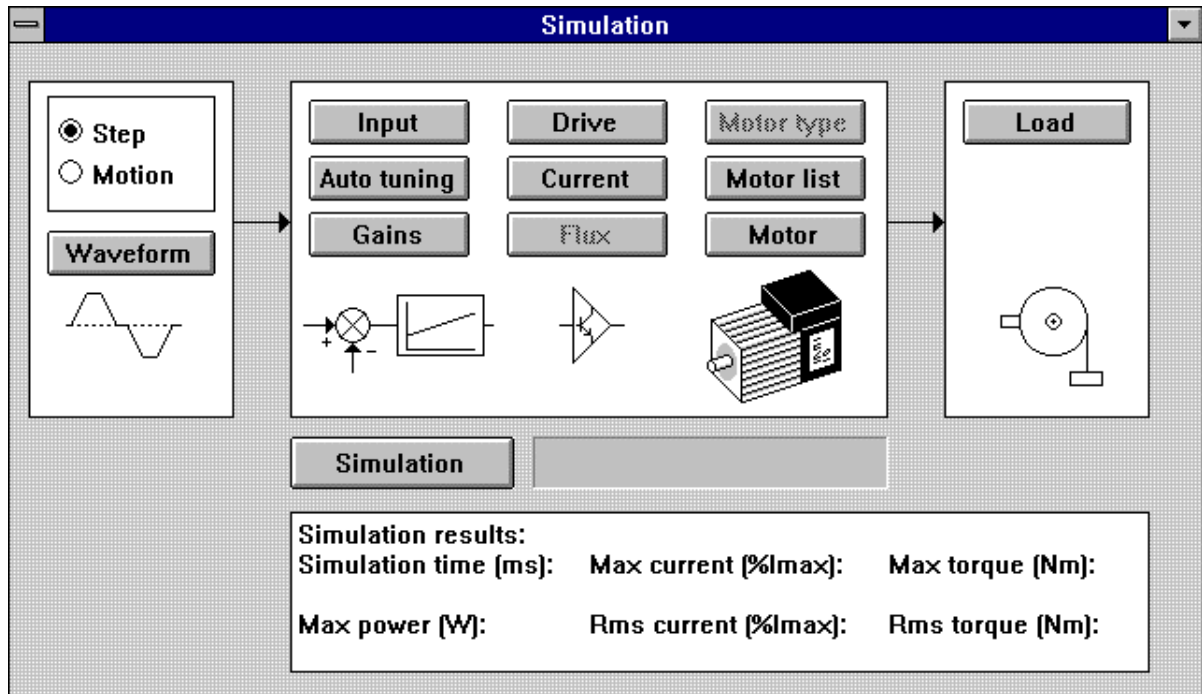 Simulation
Step
Motion
Waveform
Input
Drive
Motor type
Auto tuning
Current
Motor list
Gains
Flux
Motor
Load
+
-
Simulation
Simulation results:
Simulation time (ms): Max current (%Imax): Max torque (Nm):
Max power (W): Rms current (%Imax): Rms torque (Nm):